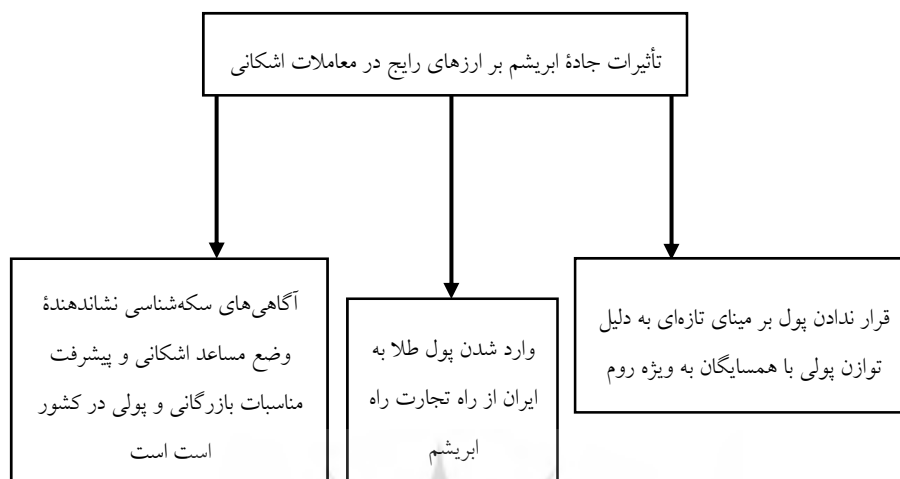 تأثیرات جادۀ ابریشم بر ارزهای رایج در معاملات اشکانی
قرار ندادن پول بر مبنای تازه‌ای به دلیل
توازن پولی با همسایگان به ویژه روم
وارد شدن پول طلا به
ایران از راه تجارت راه
ابریشم
آگاهی‌های سکه‌شناسی نشاندهندۀ
وضع مساعد اشکانی و پیشرفت
مناسبات بازرگانی و پولی در کشور
است است